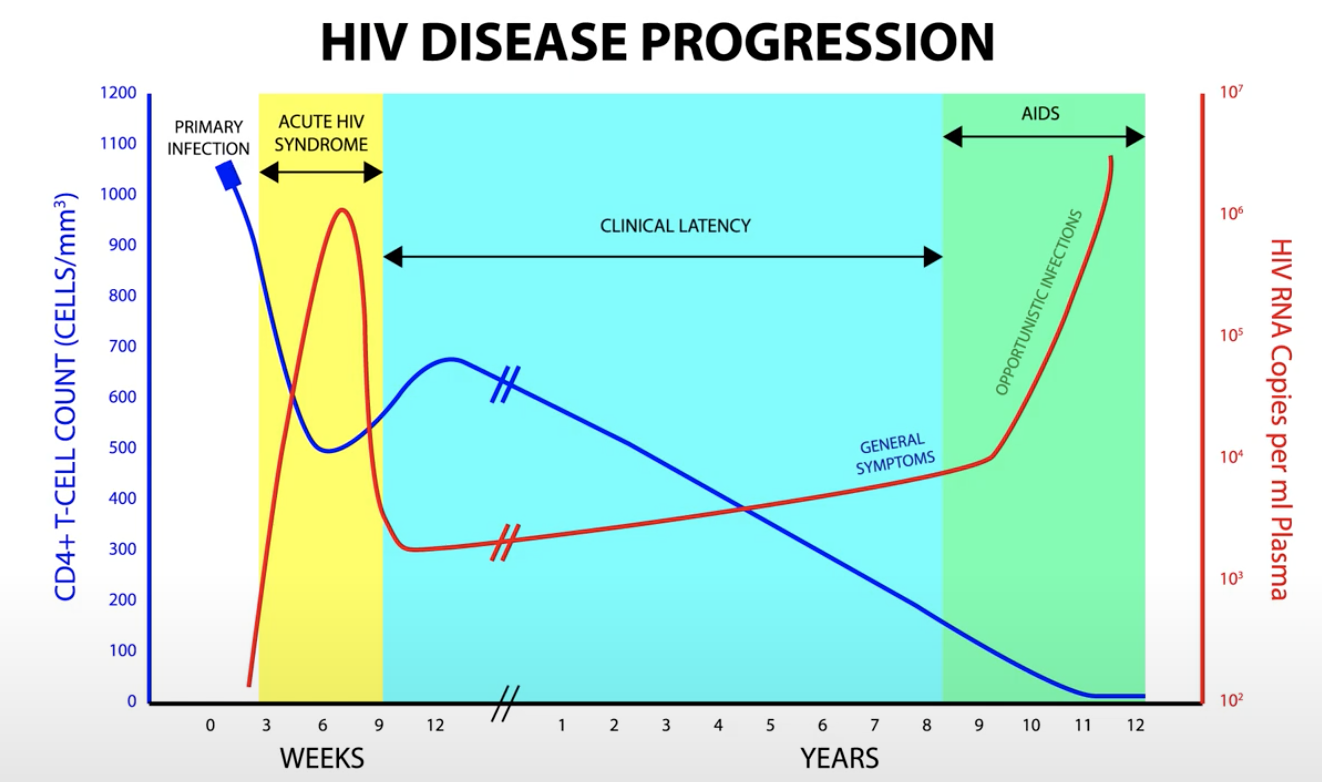 HIV DISEASE PROGRESSION
1200
1100
1000
900
800
700
600
500
400
300
200
100
0
CD4+ T-CELL COUNT (CELLS/mm³)
PRIMARY
INFECTION
ACUTE HIV
SYNDROME
CLINICAL LATENCY
AIDS
GENERAL
SYMPTOMS
OPPORTUNISTIC INFECTIONS
10⁷
10⁶
10⁵
10⁴
10³
10²
HIV RNA Copies per ml Plasma
0 3 6 9 12 1 2 3 4 5 6 7 8 9 10 11 12
WEEKS YEARS